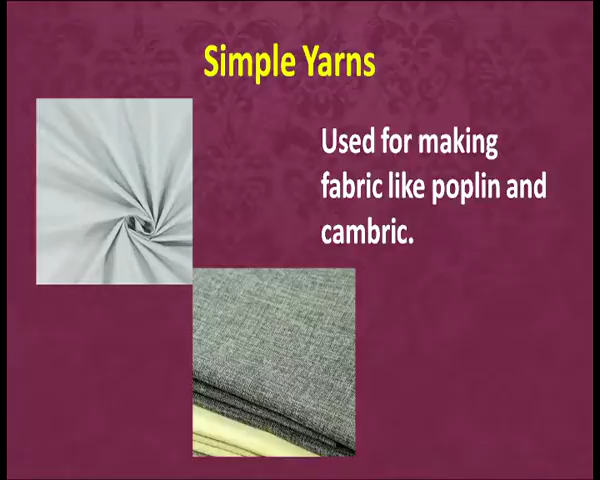 Simple Yarns
Used for making
fabric like poplin and
cambric.